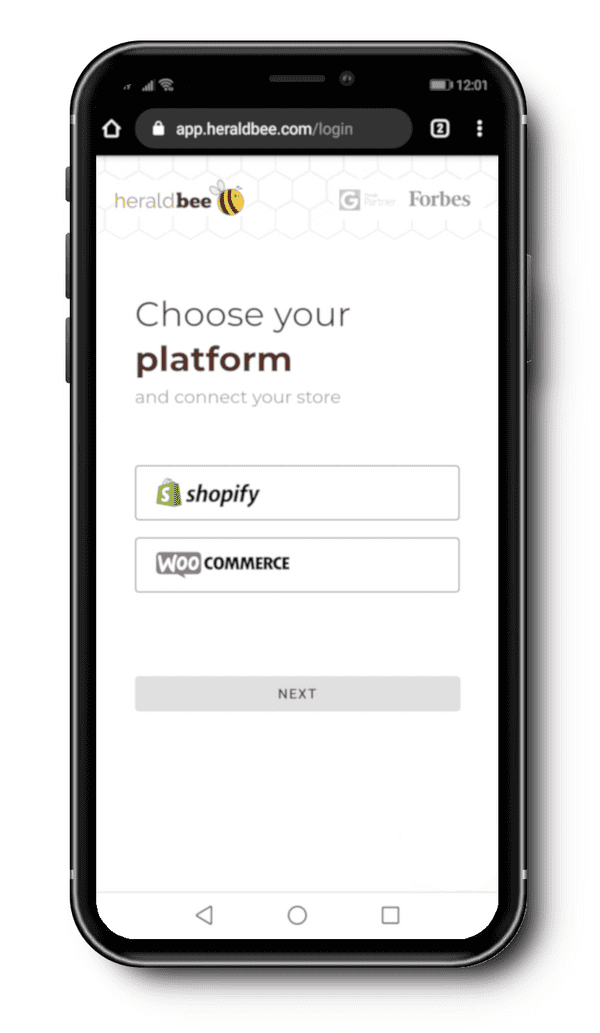 12:01
app.heraldbee.com/login
2
heraldbee
G Partner Forbes
Choose your
platform
and connect your store
shopify
WOO COMMERCE
NEXT